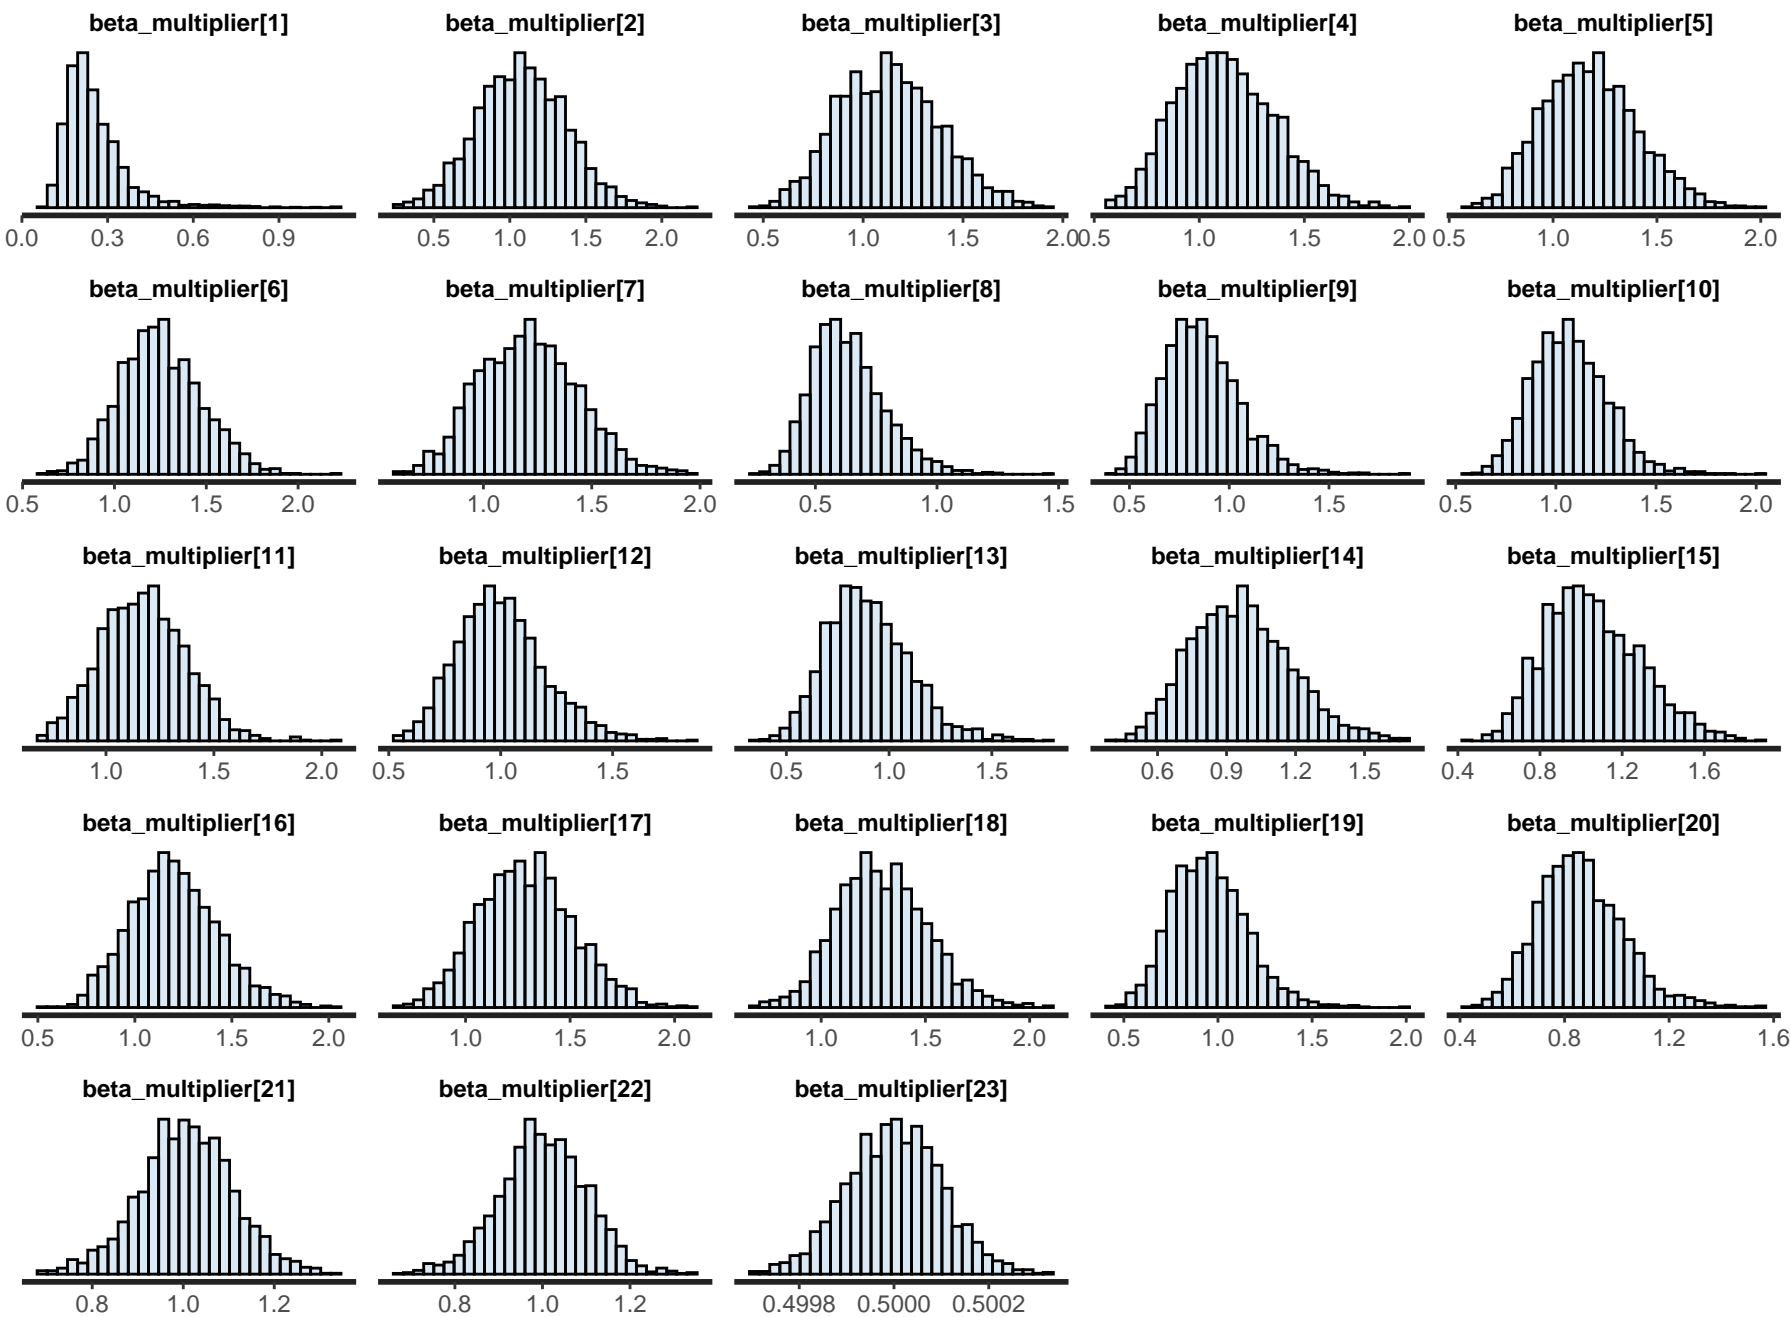 beta_multiplier[1] beta_multiplier[2] beta_multiplier[3] beta_multiplier[4] beta_multiplier[5]
0.0 0.3 0.6 0.9 0.5 1.0 1.5 2.0 0.5 1.0 1.5 2.0 0.5 1.0 1.5 2.0 0.5 1.0 1.5 2.0
beta_multiplier[6] beta_multiplier[7] beta_multiplier[8] beta_multiplier[9] beta_multiplier[10]
0.5 1.0 1.5 2.0 1.0 1.5 2.0 0.5 1.0 1.5 0.5 1.0 1.5 0.5 1.0 1.5 2.0
beta_multiplier[11] beta_multiplier[12] beta_multiplier[13] beta_multiplier[14] beta_multiplier[15]
1.0 1.5 2.0 0.5 1.0 1.5 0.5 1.0 1.5 0.6 0.9 1.2 1.5 0.4 0.8 1.2 1.6
beta_multiplier[16] beta_multiplier[17] beta_multiplier[18] beta_multiplier[19] beta_multiplier[20]
0.5 1.0 1.5 2.0 1.0 1.5 2.0 1.0 1.5 2.0 0.5 1.0 1.5 2.0 0.4 0.8 1.2 1.6
beta_multiplier[21] beta_multiplier[22] beta_multiplier[23]
0.8 1.0 1.2 0.8 1.0 1.2 0.4998 0.5000 0.5002